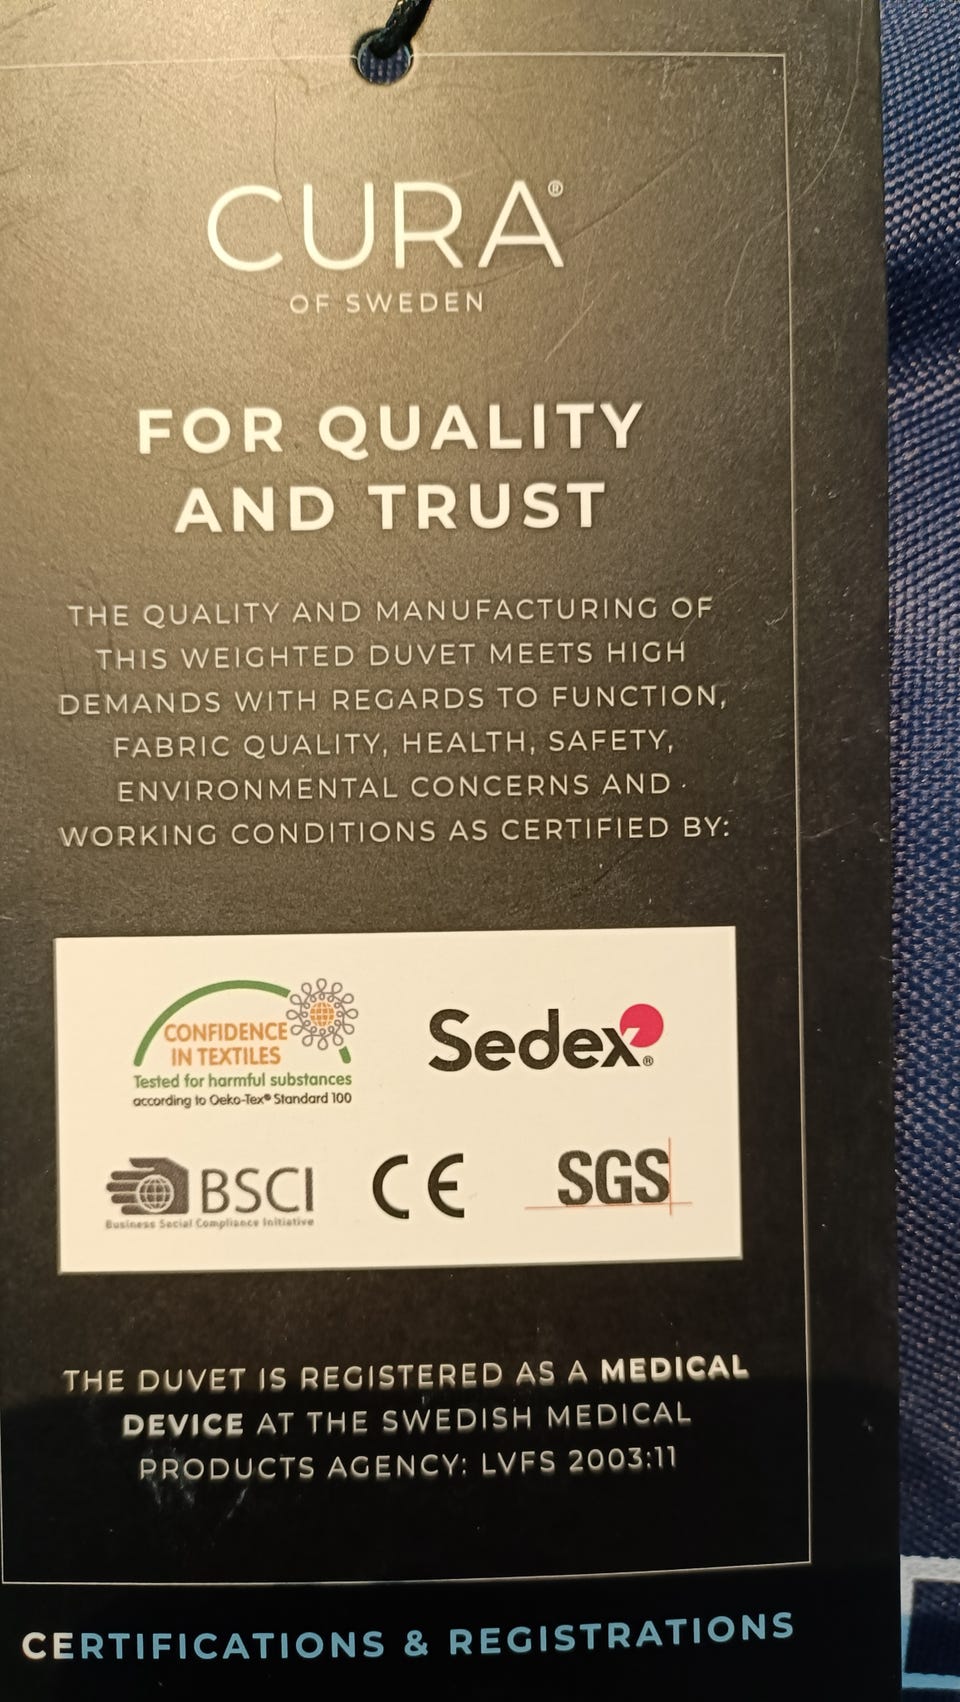 CURA®
OF SWEDEN
FOR QUALITY
AND TRUST
THE QUALITY AND MANUFACTURING OF
THIS WEIGHTED DUVET MEETS HIGH
DEMANDS WITH REGARDS TO FUNCTION,
FABRIC QUALITY, HEALTH, SAFETY,
ENVIRONMENTAL CONCERNS AND
WORKING CONDITIONS AS CERTIFIED BY:
CONFIDENCE
IN TEXTILES
Tested for harmful substances
according to Oeko-Tex® Standard 100
Sedex®
BSCI
Business Social Compliance Initiative
CE
SGS
THE DUVET IS REGISTERED AS A MEDICAL
DEVICE AT THE SWEDISH MEDICAL
PRODUCTS AGENCY: LVFS 2003:11
CERTIFICATIONS & REGISTRATIONS